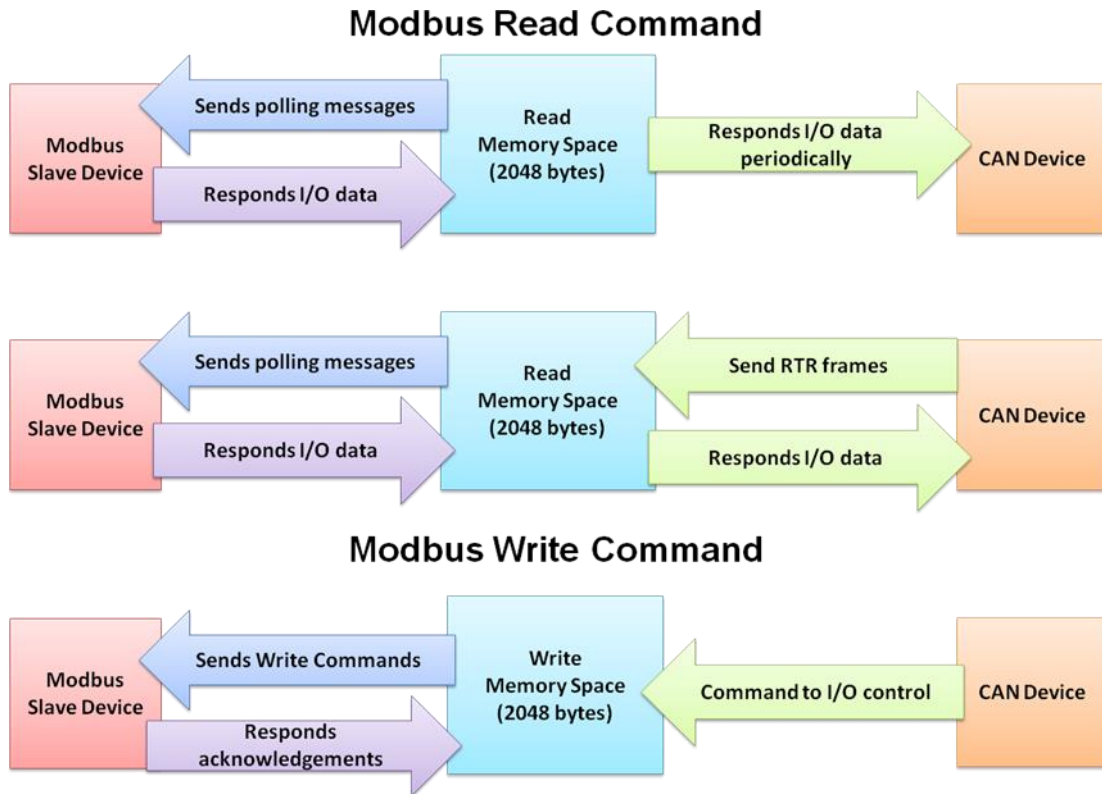 Modbus Read Command
Sends polling messages
Modbus
Slave Device
Responds I/O data
Read
Memory Space
(2048 bytes)
Responds I/O data
periodically
CAN Device
Sends polling messages
Modbus
Slave Device
Responds I/O data
Read
Memory Space
(2048 bytes)
Send RTR frames
Responds I/O data
CAN Device
Modbus Write Command
Sends Write Commands
Modbus
Slave Device
Responds
acknowledgements
Write
Memory Space
(2048 bytes)
Command to I/O control
CAN Device